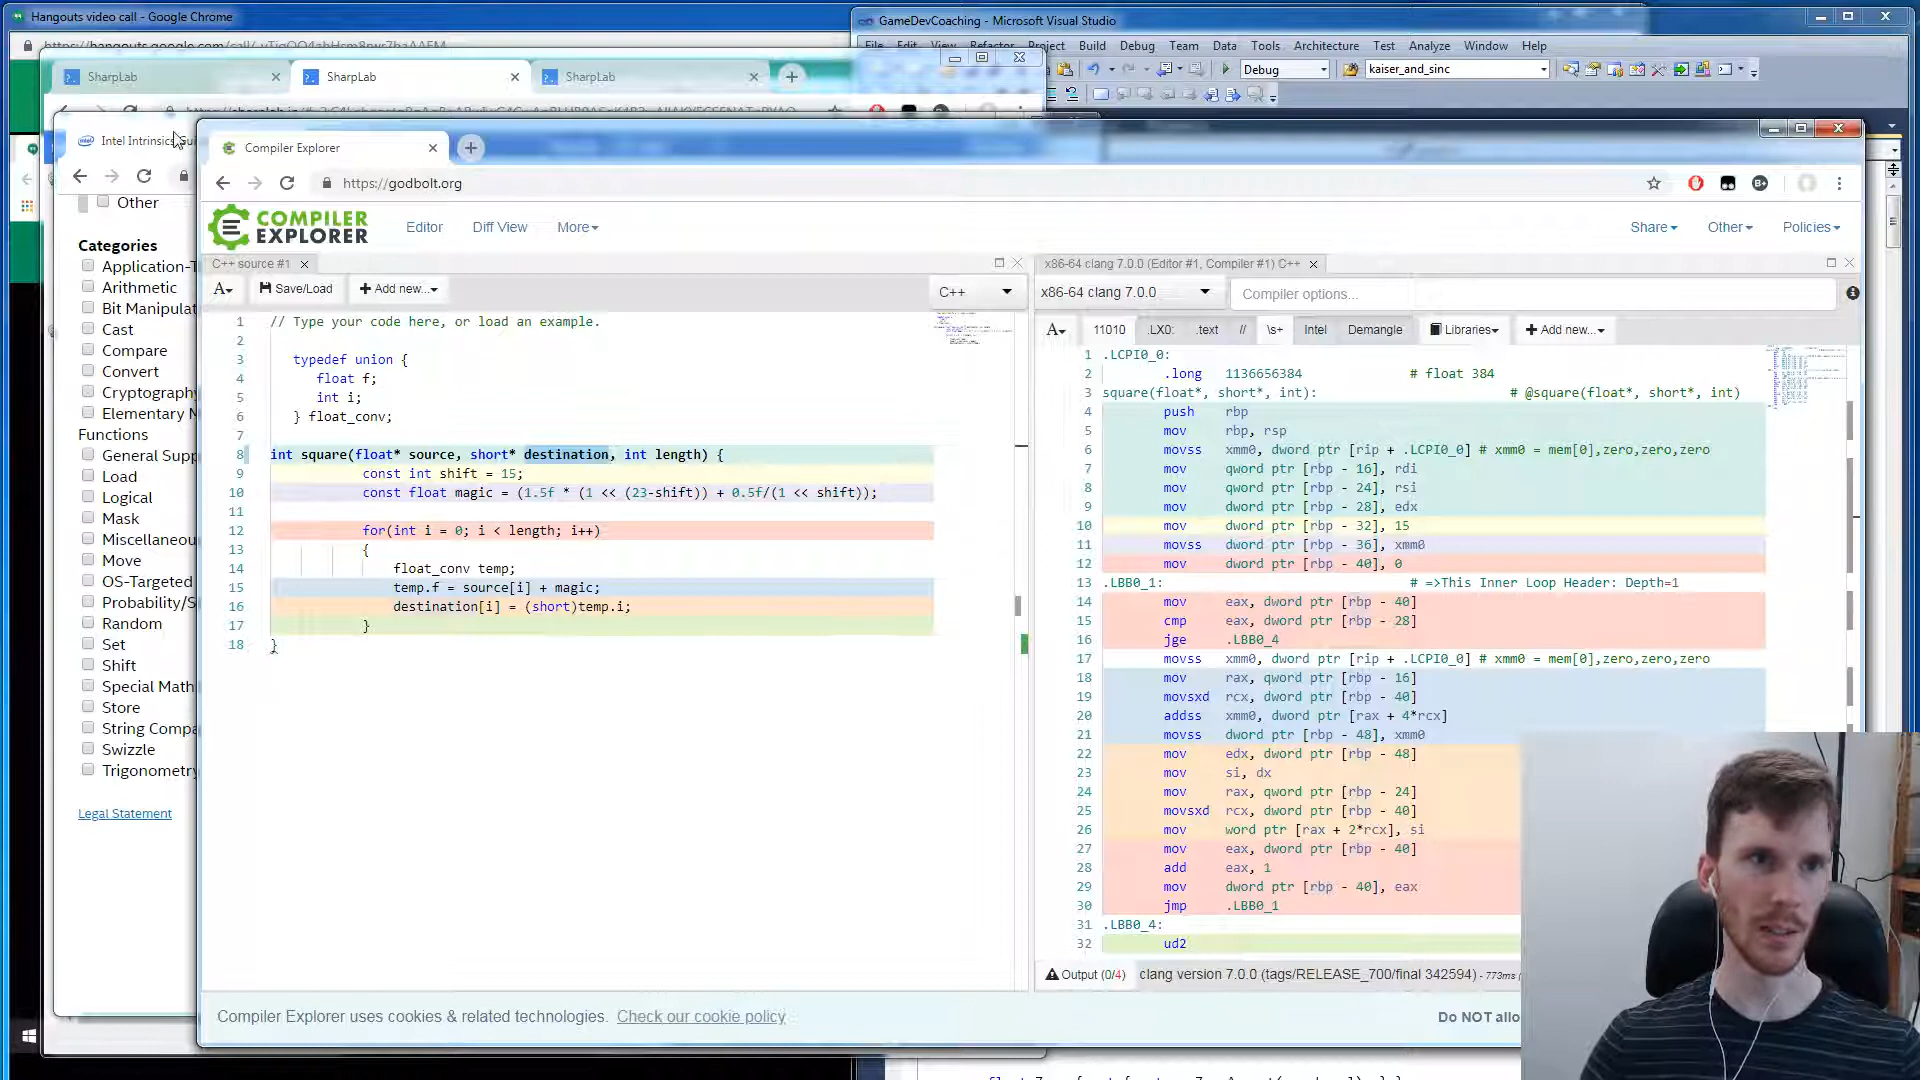 Hangouts video call - Google Chrome
GameDevCoaching - Microsoft Visual Studio
File Edit View Refactor Project Build Debug Team Data Tools Architecture Test Analyze Window Help
Debug kaiser_and_sinc
SharpLab SharpLab SharpLab
Intel Intrinsics
Compiler Explorer
https://godbolt.org
COMPILER
EXPLORER
Editor Diff View More
Share Other Policies
Other
Categories
Application-T
Arithmetic
Bit Manipulat
Cast
Compare
Convert
Cryptography
Elementary M
Functions
General Supp
Load
Logical
Mask
Miscellaneou
Move
OS-Targeted
Probability/S
Random
Set
Shift
Special Math
Store
String Compa
Swizzle
Trigonometry
Legal Statement
C++ source #1
A Save/Load Add new... C++
1 // Type your code here, or load an example.
2
3 typedef union {
4 float f;
5 int i;
6 } float_conv;
7
8 int square(float* source, short* destination, int length) {
9 const int shift = 15;
10 const float magic = (1.5f * (1 << (23-shift)) + 0.5f/(1 << shift));
11
12 for(int i = 0; i < length; i++)
13 {
14 float_conv temp;
15 temp.f = source[i] + magic;
16 destination[i] = (short)temp.i;
17 }
18 }
x86-64 clang 7.0.0 (Editor #1, Compiler #1) C++
x86-64 clang 7.0.0 Compiler options...
A 11010 .LX0: .text // \s+ Intel Demangle Libraries Add new...
1 .LCPI0_0:
2 .long 1136656384 # float 384
3 square(float*, short*, int): # @square(float*, short*, int)
4 push rbp
5 mov rbp, rsp
6 movss xmm0, dword ptr [rip + .LCPI0_0] # xmm0 = mem[0],zero,zero,zero
7 mov qword ptr [rbp - 16], rdi
8 mov qword ptr [rbp - 24], rsi
9 mov dword ptr [rbp - 28], edx
10 mov dword ptr [rbp - 32], 15
11 movss dword ptr [rbp - 36], xmm0
12 mov dword ptr [rbp - 40], 0
13 .LBB0_1: # =>This Inner Loop Header: Depth=1
14 mov eax, dword ptr [rbp - 40]
15 cmp eax, dword ptr [rbp - 28]
16 jge .LBB0_4
17 movss xmm0, dword ptr [rip + .LCPI0_0] # xmm0 = mem[0],zero,zero,zero
18 mov rax, qword ptr [rbp - 16]
19 movsxd rcx, dword ptr [rbp - 40]
20 addss xmm0, dword ptr [rax + 4*rcx]
21 movss dword ptr [rbp - 48], xmm0
22 mov edx, dword ptr [rbp - 48]
23 mov si, dx
24 mov rax, qword ptr [rbp - 24]
25 movsxd rcx, dword ptr [rbp - 40]
26 mov word ptr [rax + 2*rcx], si
27 mov eax, dword ptr [rbp - 40]
28 add eax, 1
29 mov dword ptr [rbp - 40], eax
30 jmp .LBB0_1
31 .LBB0_4:
32 ud2
Output (0/4) clang version 7.0.0 (tags/RELEASE_700/final 342594) - 773ms
Compiler Explorer uses cookies & related technologies. Check our cookie policy
Do NOT allo